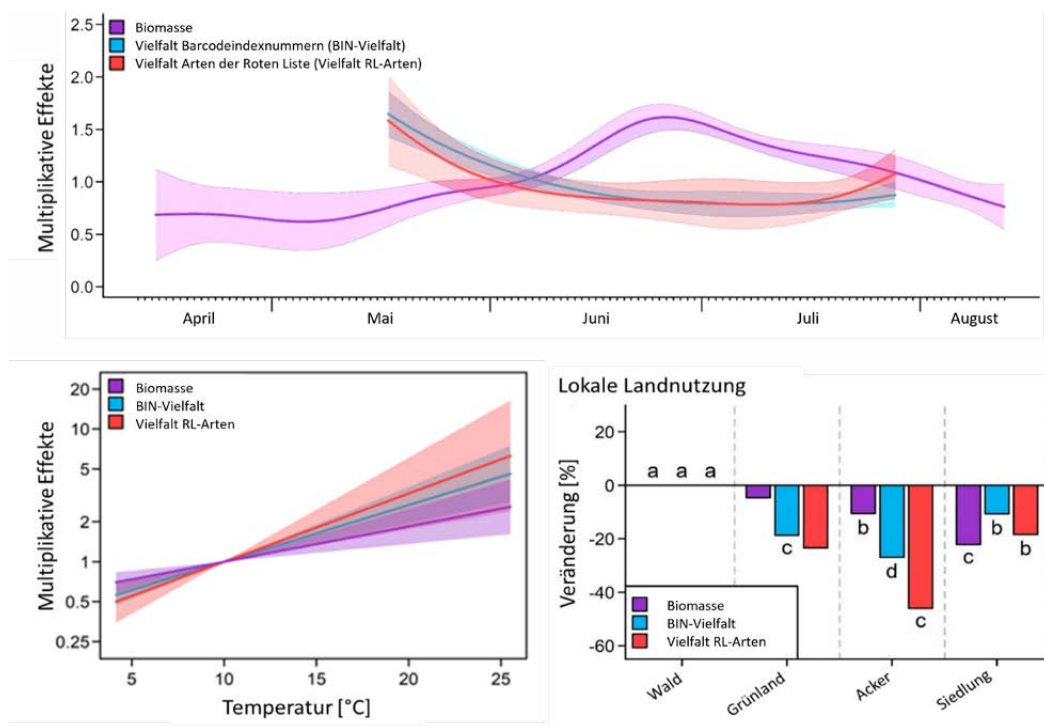 2.5
2.0
1.5
1.0
0.5
0.0
Multiplikative Effekte
Biomasse
Vielfalt Barcodeindexnummern (BIN-Vielfalt)
Vielfalt Arten der Roten Liste (Vielfalt RL-Arten)
April Mai Juni Juli August
20
10
5
2
1
0.5
0.25
Multiplikative Effekte
Biomasse
BIN-Vielfalt
Vielfalt RL-Arten
5 10 15 20 25
Temperatur [°C]
Lokale Landnutzung
20
0
-20
-40
-60
Veränderung [%]
a a a
c
b
d
c
c
b
b
Biomasse
BIN-Vielfalt
Vielfalt RL-Arten
Wald Grünland Acker Siedlung